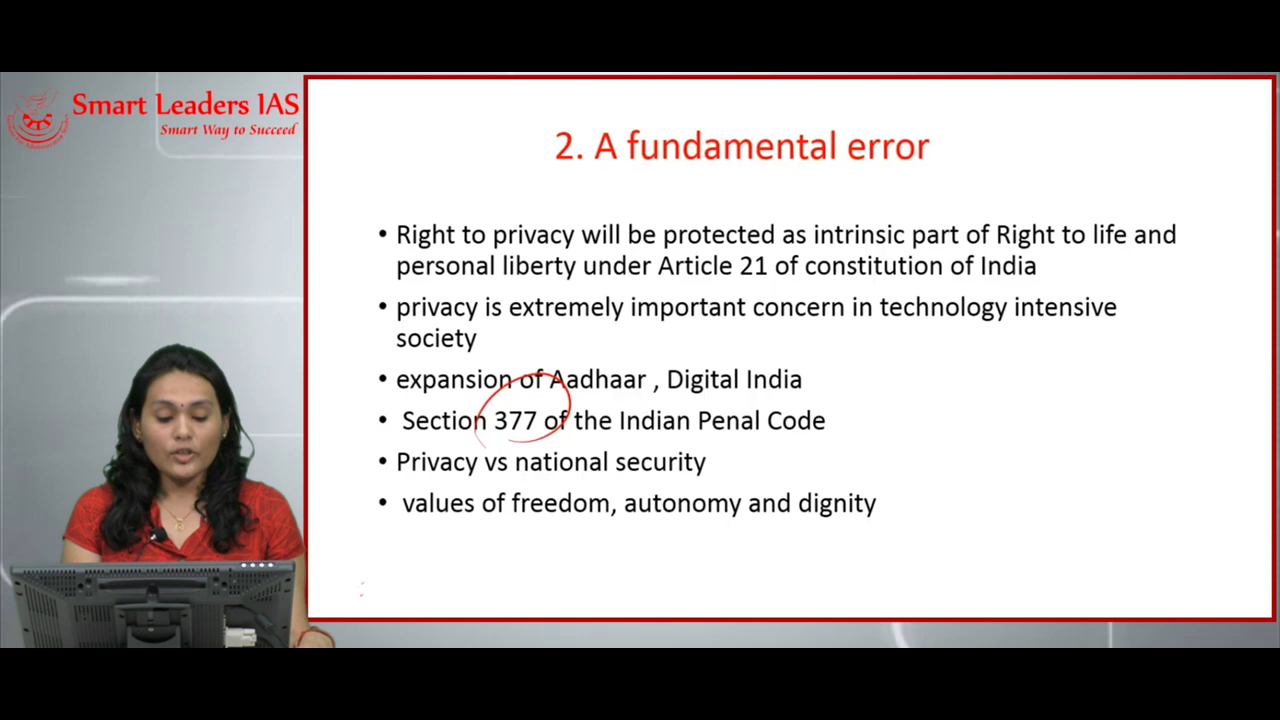 Smart Leaders IAS
Smart Way to Succeed
2. A fundamental error
• Right to privacy will be protected as intrinsic part of Right to life and
personal liberty under Article 21 of constitution of India
• privacy is extremely important concern in technology intensive
society
• expansion of Aadhaar , Digital India
• Section 377 of the Indian Penal Code
• Privacy vs national security
• values of freedom, autonomy and dignity